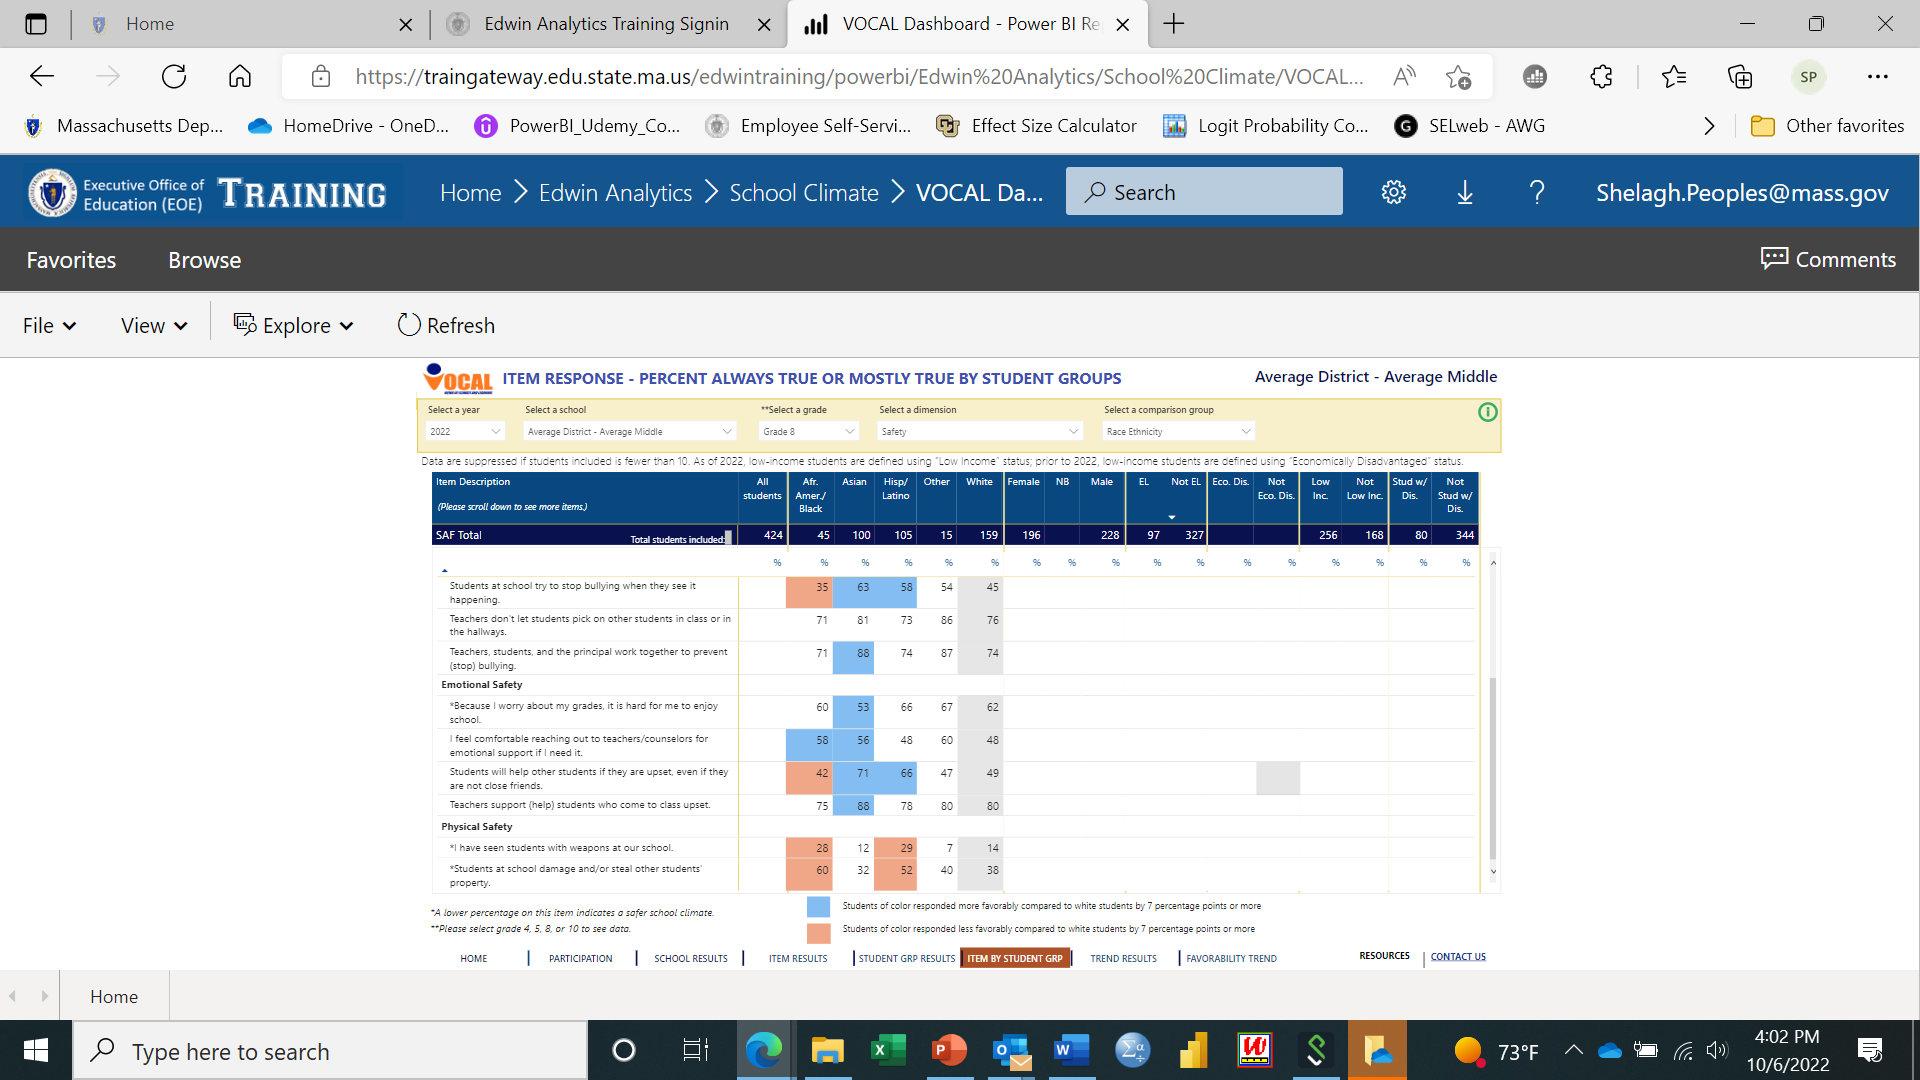 Home
Edwin Analytics Training Signin
VOCAL Dashboard - Power BI Re
https://traingateway.edu.state.ma.us/edwintraining/powerbi/Edwin%20Analytics/School%20Climate/VOCAL...
SP
Massachusetts Dep...
HomeDrive - OneD...
PowerBI_Udemy_Co...
Employee Self-Servi...
Effect Size Calculator
Logit Probability Co...
SELweb - AWG
Other favorites
Executive Office of
Education (EOE)
TRAINING
Home > Edwin Analytics > School Climate > VOCAL Da...
Search
Shelagh.Peoples@mass.gov
Favorites Browse
Comments
File View Explore Refresh
VOCAL
ITEM RESPONSE - PERCENT ALWAYS TRUE OR MOSTLY TRUE BY STUDENT GROUPS
Average District - Average Middle
Select a year Select a school **Select a grade Select a dimension Select a comparison group
2022 Average District - Average Middle Grade 8 Safety Race Ethnicity
Data are suppressed if students included is fewer than 10. As of 2022, low-income students are defined using "Low Income" status; prior to 2022, low-income students are defined using "Economically Disadvantaged" status.
Item Description All Afr. Asian Hisp/ Other White Female NB Male EL Not EL Eco. Dis. Not Low Not Stud w/ Not
students Amer./ Latino Eco. Dis. Inc. Low Inc. Dis. Stud w/
(Please scroll down to see more items.) Black Dis.
SAF Total Total students included: 424 45 100 105 15 159 196 228 97 327 256 168 80 344
% % % % % % % % % % % % % % % % %
Students at school try to stop bullying when they see it 35 63 58 54 45
happening.
Teachers don't let students pick on other students in class or in 71 81 73 86 76
the hallways.
Teachers, students, and the principal work together to prevent 71 88 74 87 74
(stop) bullying.
Emotional Safety
*Because I worry about my grades, it is hard for me to enjoy 60 53 66 67 62
school.
I feel comfortable reaching out to teachers/counselors for 58 56 48 60 48
emotional support if I need it.
Students will help other students if they are upset, even if they 42 71 66 47 49
are not close friends.
Teachers support (help) students who come to class upset. 75 88 78 80 80
Physical Safety
*I have seen students with weapons at our school. 28 12 29 7 14
*Students at school damage and/or steal other students' 60 32 52 40 38
property.
*A lower percentage on this item indicates a safer school climate.
**Please select grade 4, 5, 8, or 10 to see data.
Students of color responded more favorably compared to white students by 7 percentage points or more
Students of color responded less favorably compared to white students by 7 percentage points or more
HOME | PARTICIPATION | SCHOOL RESULTS | ITEM RESULTS | STUDENT GRP RESULTS | ITEM BY STUDENT GRP | TREND RESULTS | FAVORABILITY TREND
RESOURCES | CONTACT US
Home
Type here to search
73°F
4:02 PM
10/6/2022